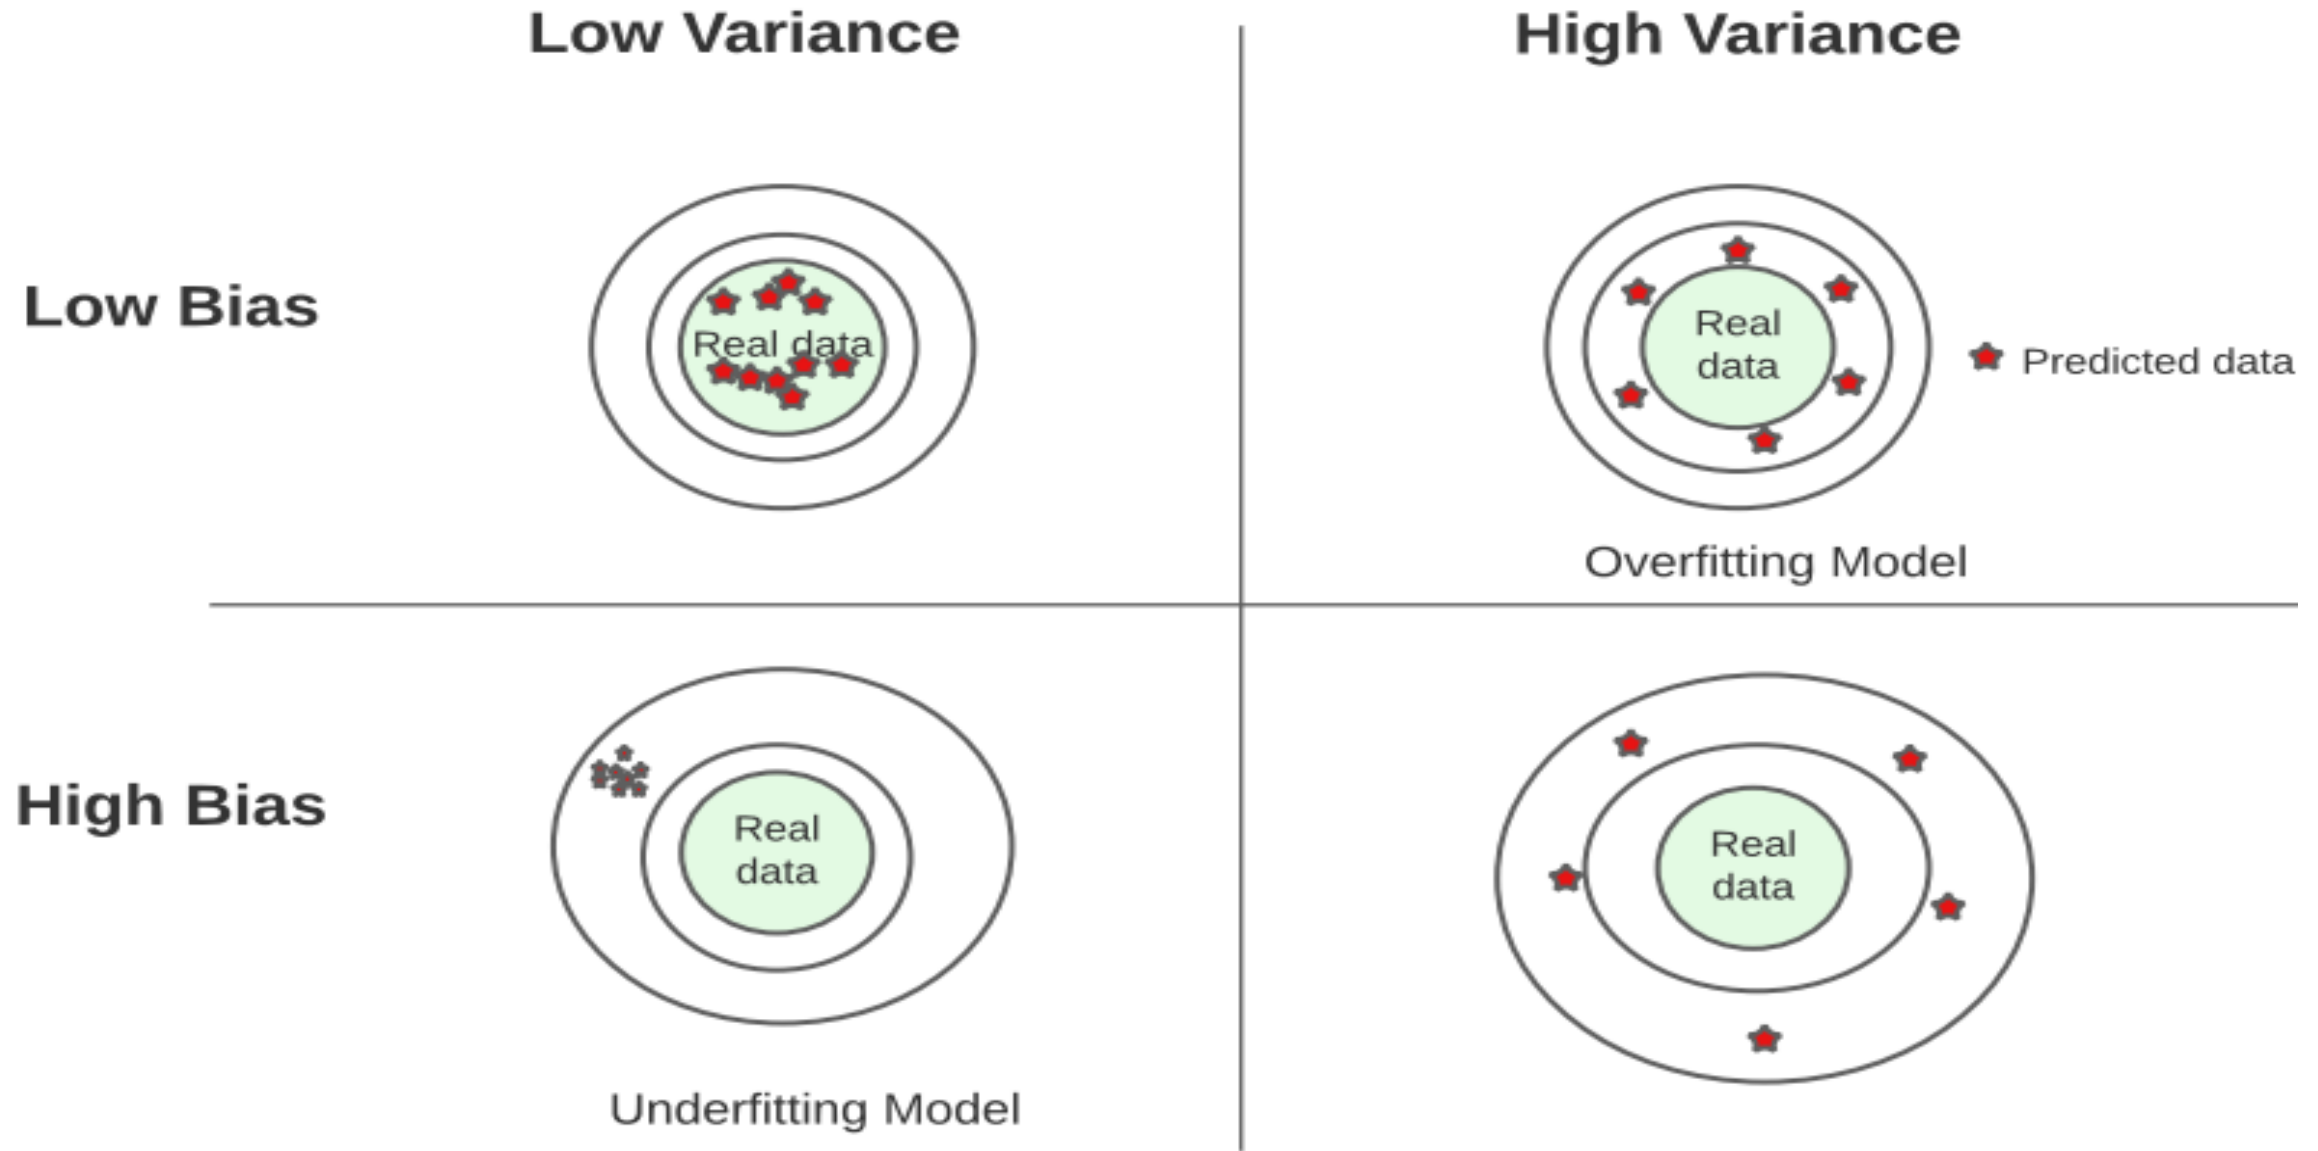 Low Variance
High Variance
Low Bias
Real data
Real
data
Predicted data
Overfitting Model
High Bias
Real
data
Real
data
Underfitting Model